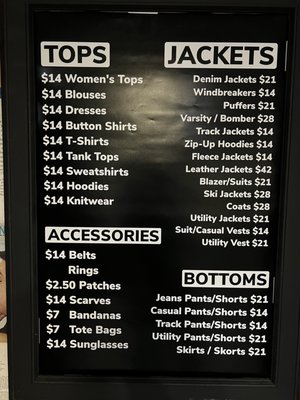 TOPS
$14 Women's Tops
$14 Blouses
$14 Dresses
$14 Button Shirts
$14 T-Shirts
$14 Tank Tops
$14 Sweatshirts
$14 Hoodies
$14 Knitwear
ACCESSORIES
$14 Belts
Rings
$2.50 Patches
$14 Scarves
$7 Bandanas
$7 Tote Bags
$14 Sunglasses
JACKETS
Denim Jackets $21
Windbreakers $14
Puffers $21
Varsity / Bomber $28
Track Jackets $14
Zip-Up Hoodies $14
Fleece Jackets $14
Leather Jackets $42
Blazer/Suits $21
Ski Jackets $28
Coats $28
Utility Jackets $21
Suit/Casual Vests $14
Utility Vest $21
BOTTOMS
Jeans Pants/Shorts $21
Casual Pants/Shorts $14
Track Pants/Shorts $14
Utility Pants/Shorts $21
Skirts / Skorts $21